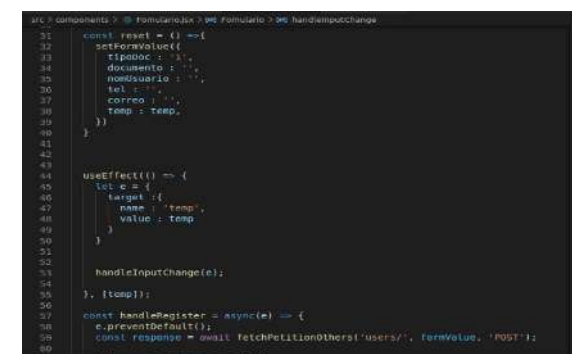 src > components > Fomulario.jsx > Fomulario > handleInputChange
31 const reset = () =>{
32 setFormValue({
33 tipoDoc : '1',
34 documento : '',
35 nomUsuario : '',
36 tel : '',
37 correo : '',
38 temp : temp,
39 })
40 }
41
42
43
44 useEffect(() => {
45 let e = {
46 target :{
47 name : 'temp',
48 value : temp
49 }
50 }
51
52
53 handleInputChange(e);
54
55 }, [temp]);
56
57 const handleRegister = async(e) => {
58 e.preventDefault();
59 const response = await fetchPetitionOthers('users/', formValue, 'POST');
60